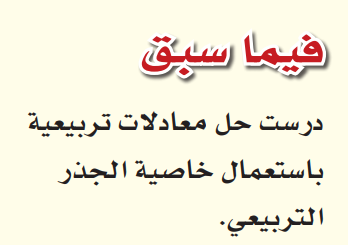 فيما سبق
درست حل معادلات تربيعية
باستعمال خاصية الجذر
التربيعي.